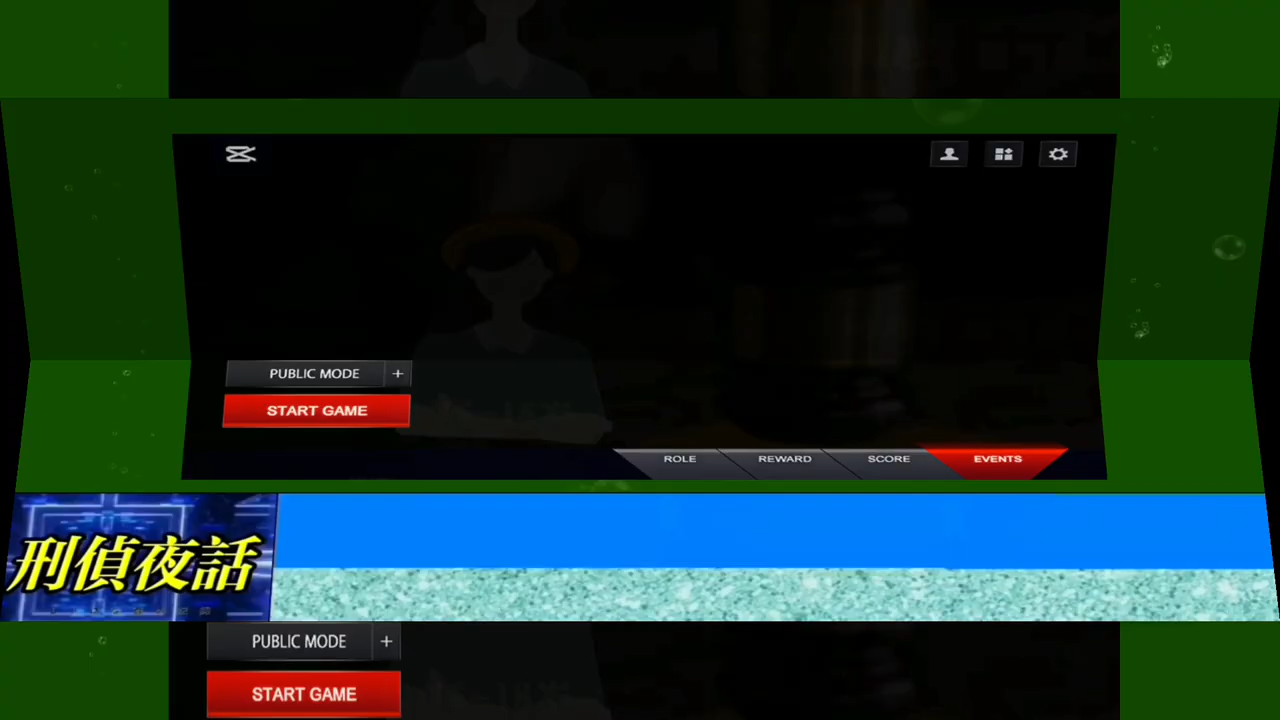 PUBLIC MODE +
START GAME
ROLE
REWARD
SCORE
EVENTS
刑偵夜話
PUBLIC MODE +
START GAME